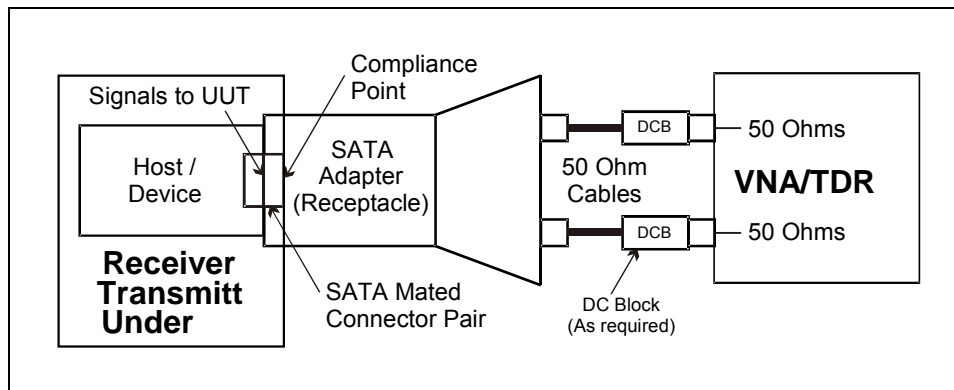 Compliance
Point
Signals to UUT
Host /
Device
SATA
Adapter
(Receptacle)
Receiver
Transmitt
Under
SATA Mated
Connector Pair
DCB
50 Ohm
Cables
DCB
DC Block
(As required)
50 Ohms
VNA/TDR
50 Ohms